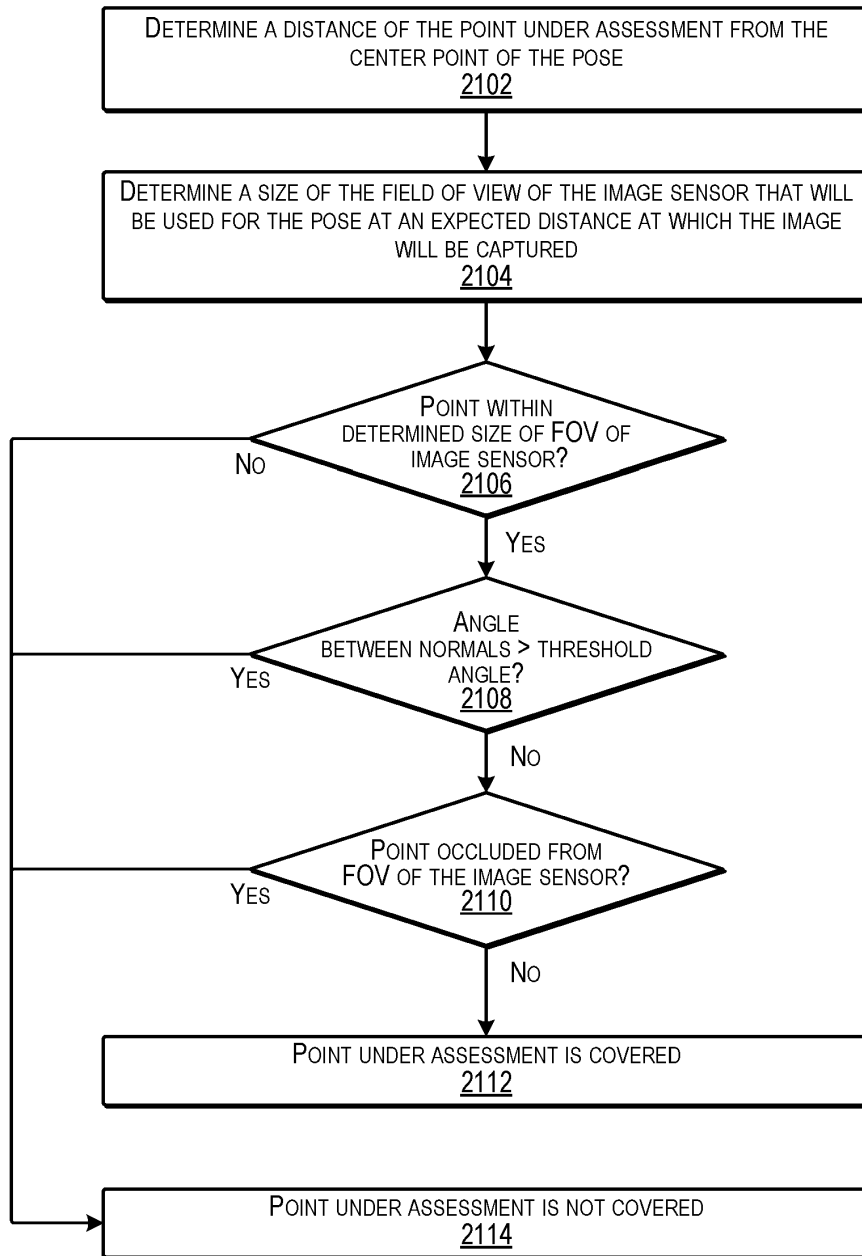 DETERMINE A DISTANCE OF THE POINT UNDER ASSESSMENT FROM THE
CENTER POINT OF THE POSE
2102
DETERMINE A SIZE OF THE FIELD OF VIEW OF THE IMAGE SENSOR THAT WILL
BE USED FOR THE POSE AT AN EXPECTED DISTANCE AT WHICH THE IMAGE
WILL BE CAPTURED
2104
POINT WITHIN
DETERMINED SIZE OF FOV OF
IMAGE SENSOR?
2106
NO
YES
ANGLE
BETWEEN NORMALS > THRESHOLD
ANGLE?
2108
YES
NO
POINT OCCLUDED FROM
FOV OF THE IMAGE SENSOR?
2110
YES
NO
POINT UNDER ASSESSMENT IS COVERED
2112
POINT UNDER ASSESSMENT IS NOT COVERED
2114